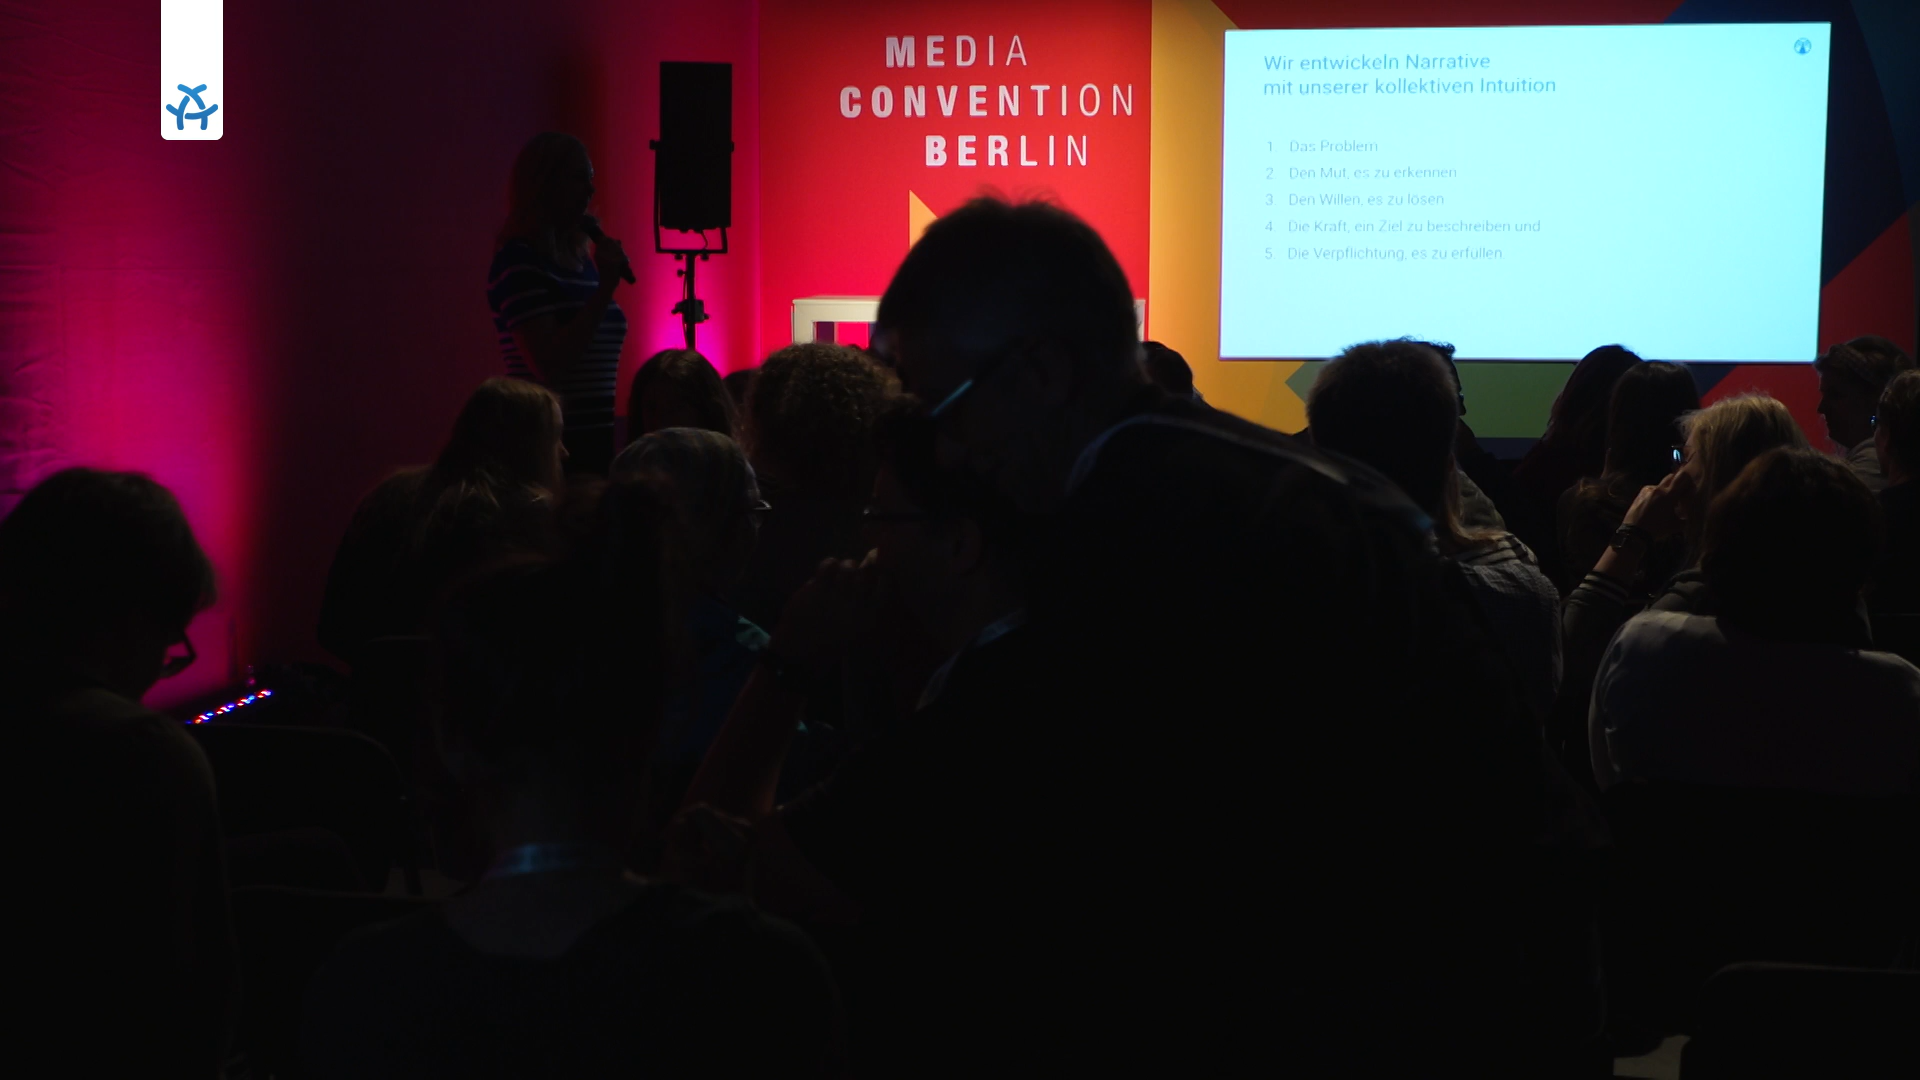 MEDIA
CONVENTION
BERLIN
Wir entwickeln Narrative
mit unserer kollektiven Intuition
1. Das Problem
2. Den Mut, es zu erkennen
3. Den Willen, es zu lösen
4. Die Kraft, ein Ziel zu beschreiben und
5. Die Verpflichtung, es zu erfüllen